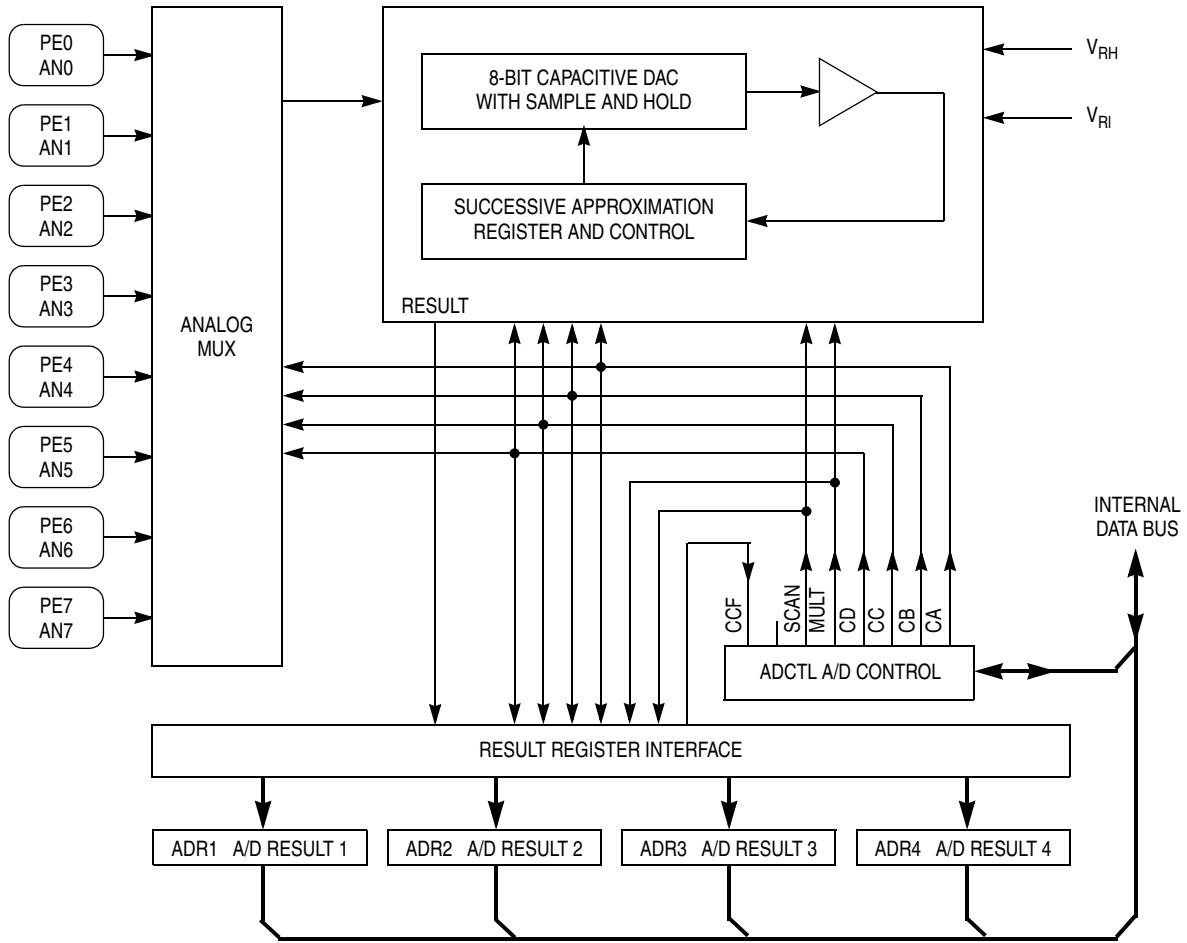 PE0
AN0
PE1
AN1
PE2
AN2
PE3
AN3
PE4
AN4
PE5
AN5
PE6
AN6
PE7
AN7
ANALOG
MUX
8-BIT CAPACITIVE DAC
WITH SAMPLE AND HOLD
SUCCESSIVE APPROXIMATION
REGISTER AND CONTROL
RESULT
VRH
VRI
INTERNAL
DATA BUS
CCF
SCAN
MULT
CD
CC
CB
CA
ADCTL A/D CONTROL
RESULT REGISTER INTERFACE
ADR1 A/D RESULT 1
ADR2 A/D RESULT 2
ADR3 A/D RESULT 3
ADR4 A/D RESULT 4